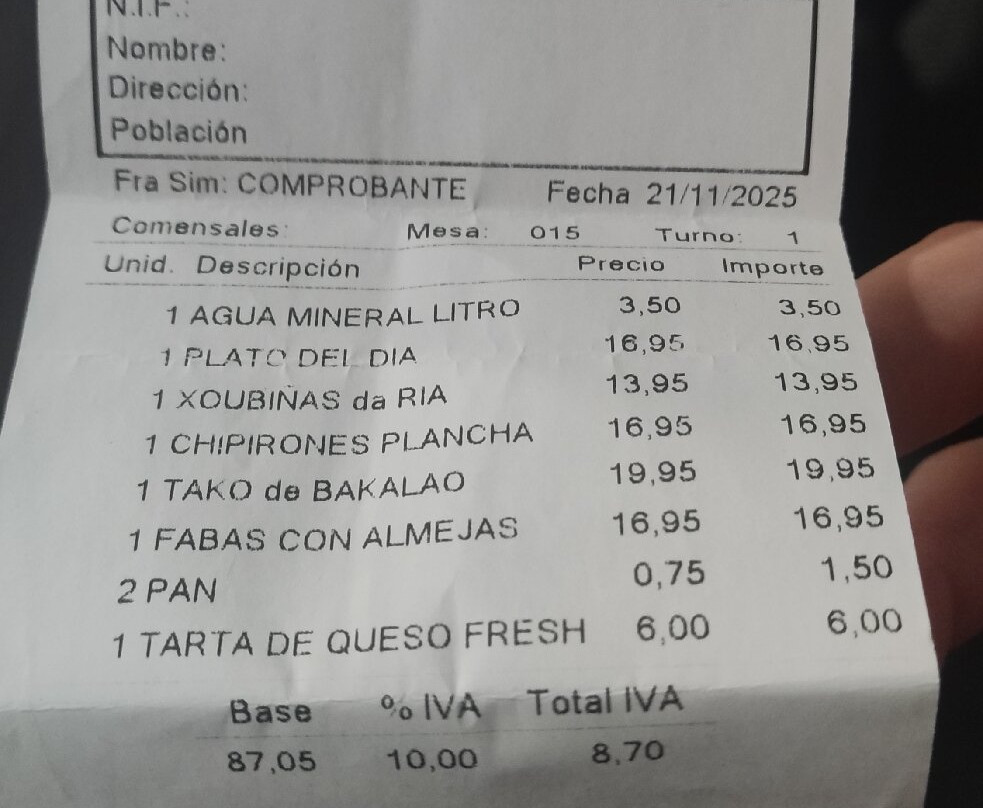 N.I.F.:
Nombre:
Dirección:
Población
Fra Sim: COMPROBANTE Fecha 21/11/2025
Comensales: Mesa: 015 Turno: 1
Unid. Descripción Precio Importe
1 AGUA MINERAL LITRO 3,50 3,50
1 PLATO DEL DIA 16,95 16,95
1 XOUBIÑAS da RIA 13,95 13,95
1 CHIPIRONES PLANCHA 16,95 16,95
1 TAKO de BAKALAO 19,95 19,95
1 FABAS CON ALMEJAS 16,95 16,95
2 PAN 0,75 1,50
1 TARTA DE QUESO FRESH 6,00 6,00
Base % IVA Total IVA
87,05 10,00 8,70